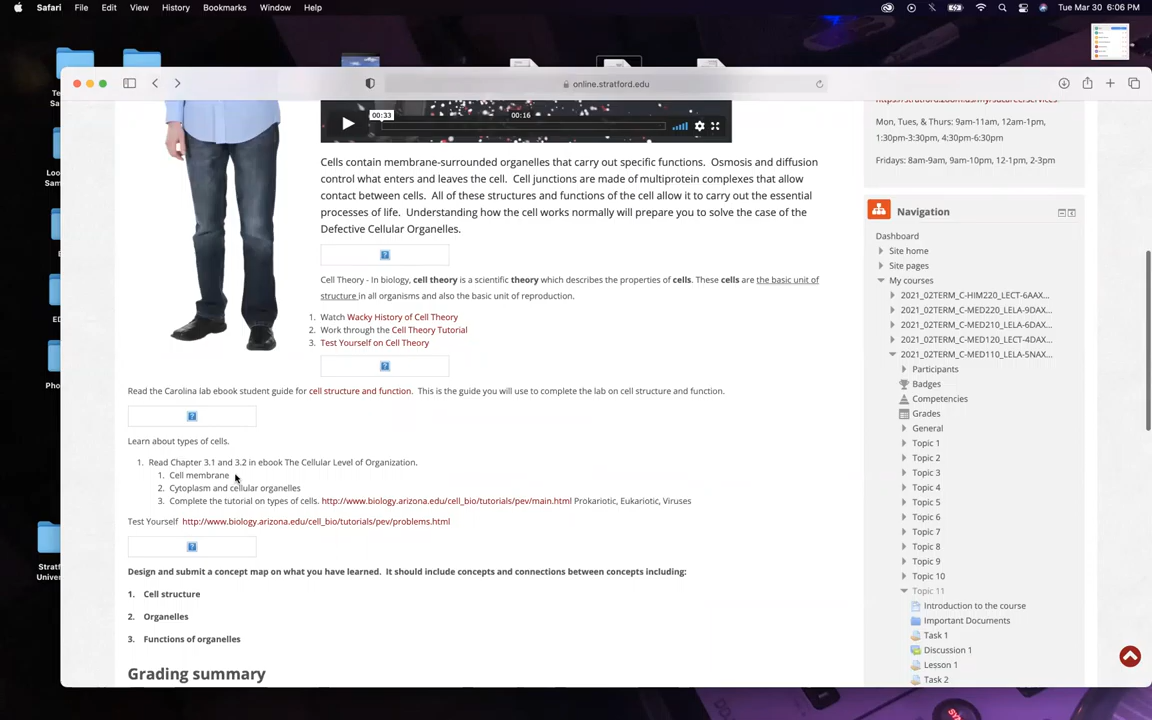 Safari File Edit View History Bookmarks Window Help
Tue Mar 30 6:06 PM
online.stratford.edu
00:33
00:16
Cells contain membrane-surrounded organelles that carry out specific functions. Osmosis and diffusion
control what enters and leaves the cell. Cell junctions are made of multiprotein complexes that allow
contact between cells. All of these structures and functions of the cell allow it to carry out the essential
processes of life. Understanding how the cell works normally will prepare you to solve the case of the
Defective Cellular Organelles.
Cell Theory - In biology, cell theory is a scientific theory which describes the properties of cells. These cells are the basic unit of
structure in all organisms and also the basic unit of reproduction.
1. Watch Wacky History of Cell Theory
2. Work through the Cell Theory Tutorial
3. Test Yourself on Cell Theory
Read the Carolina lab ebook student guide for cell structure and function. This is the guide you will use to complete the lab on cell structure and function.
Learn about types of cells.
1. Read Chapter 3.1 and 3.2 in ebook The Cellular Level of Organization.
1. Cell membrane
2. Cytoplasm and cellular organelles
3. Complete the tutorial on types of cells. http://www.biology.arizona.edu/cell_bio/tutorials/pev/main.html Prokariotic, Eukariotic, Viruses
Test Yourself http://www.biology.arizona.edu/cell_bio/tutorials/pev/problems.html
Design and submit a concept map on what you have learned. It should include concepts and connections between concepts including:
1. Cell structure
2. Organelles
3. Functions of organelles
Grading summary
Mon, Tues, & Thurs: 9am-11am, 12am-1pm,
1:30pm-3:30pm, 4:30pm-6:30pm
Fridays: 8am-9am, 9am-10pm, 12-1pm, 2-3pm
Navigation
Dashboard
Site home
Site pages
My courses
2021_02TERM_C-HIM220_LECT-6AAX...
2021_02TERM_C-MED220_LELA-9DAX...
2021_02TERM_C-MED210_LELA-6DAX...
2021_02TERM_C-MED120_LECT-4DAX...
2021_02TERM_C-MED110_LELA-5NAX...
Participants
Badges
Competencies
Grades
General
Topic 1
Topic 2
Topic 3
Topic 4
Topic 5
Topic 6
Topic 7
Topic 8
Topic 9
Topic 10
Topic 11
Introduction to the course
Important Documents
Task 1
Discussion 1
Lesson 1
Task 2